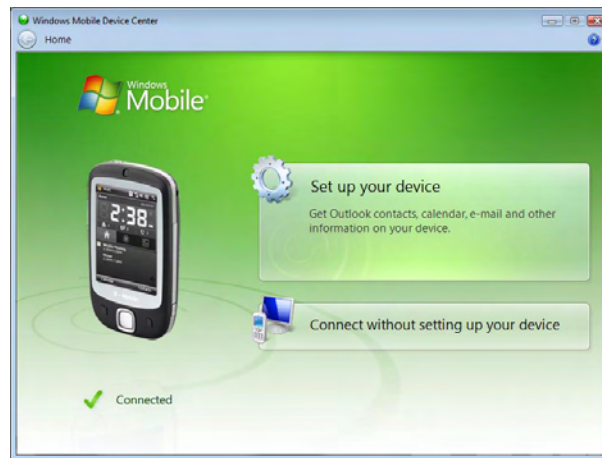 Windows Mobile Device Center
Home
Windows
Mobile
2:38
Set up your device
Get Outlook contacts, calendar, e-mail and other
information on your device.
Connect without setting up your device
Connected